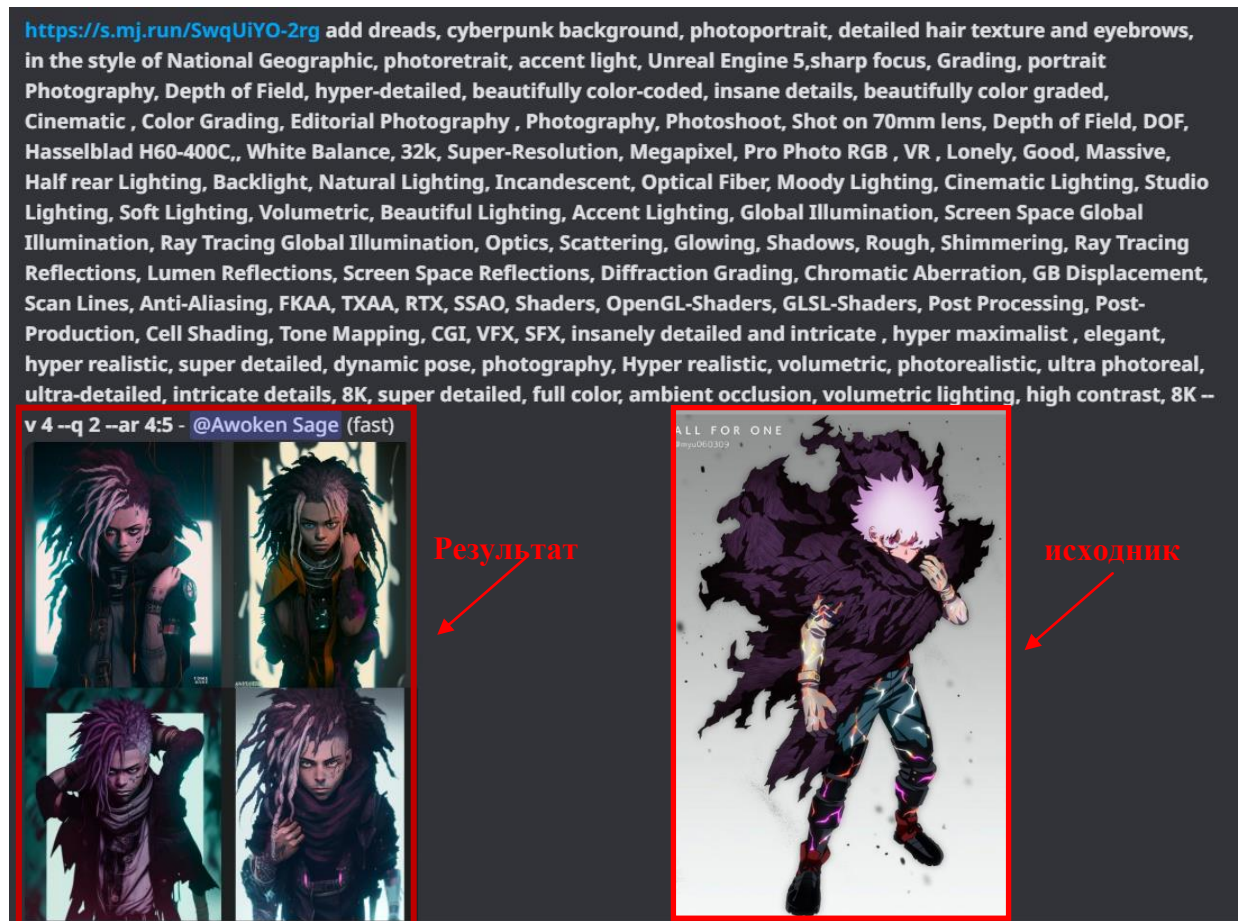 https://s.mj.run/SwqUiYO-2rg add dreads, cyberpunk background, photoportrait, detailed hair texture and eyebrows,
in the style of National Geographic, photoretrait, accent light, Unreal Engine 5,sharp focus, Grading, portrait
Photography, Depth of Field, hyper-detailed, beautifully color-coded, insane details, beautifully color graded,
Cinematic , Color Grading, Editorial Photography , Photography, Photoshoot, Shot on 70mm lens, Depth of Field, DOF,
Hasselblad H60-400C,, White Balance, 32k, Super-Resolution, Megapixel, Pro Photo RGB , VR , Lonely, Good, Massive,
Half rear Lighting, Backlight, Natural Lighting, Incandescent, Optical Fiber, Moody Lighting, Cinematic Lighting, Studio
Lighting, Soft Lighting, Volumetric, Beautiful Lighting, Accent Lighting, Global Illumination, Screen Space Global
Illumination, Ray Tracing Global Illumination, Optics, Scattering, Glowing, Shadows, Rough, Shimmering, Ray Tracing
Reflections, Lumen Reflections, Screen Space Reflections, Diffraction Grading, Chromatic Aberration, GB Displacement,
Scan Lines, Anti-Aliasing, FKAA, TXAA, RTX, SSAO, Shaders, OpenGL-Shaders, GLSL-Shaders, Post Processing, Post-
Production, Cell Shading, Tone Mapping, CGI, VFX, SFX, insanely detailed and intricate , hyper maximalist , elegant,
hyper realistic, super detailed, dynamic pose, photography, Hyper realistic, volumetric, photorealistic, ultra photoreal,
ultra-detailed, intricate details, 8K, super detailed, full color, ambient occlusion, volumetric lighting, high contrast, 8K --
v 4 --q 2 --ar 4:5 - @Awoken Sage (fast)
ALL FOR ONE
@myu060309
Результат
исходник